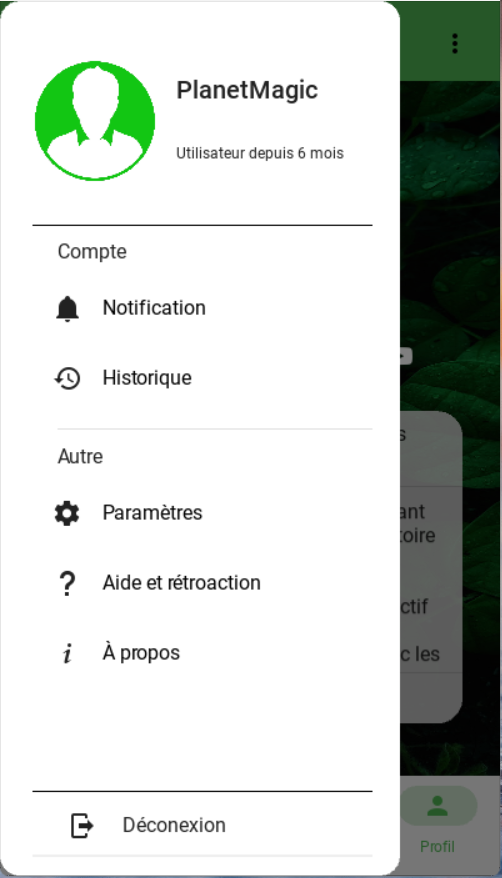 PlanetMagic
Utilisateur depuis 6 mois
Compte
Notification
Historique
Autre
Paramètres
Aide et rétroaction
À propos
Déconexion
s
ant
toire
ctif
c les
Profil